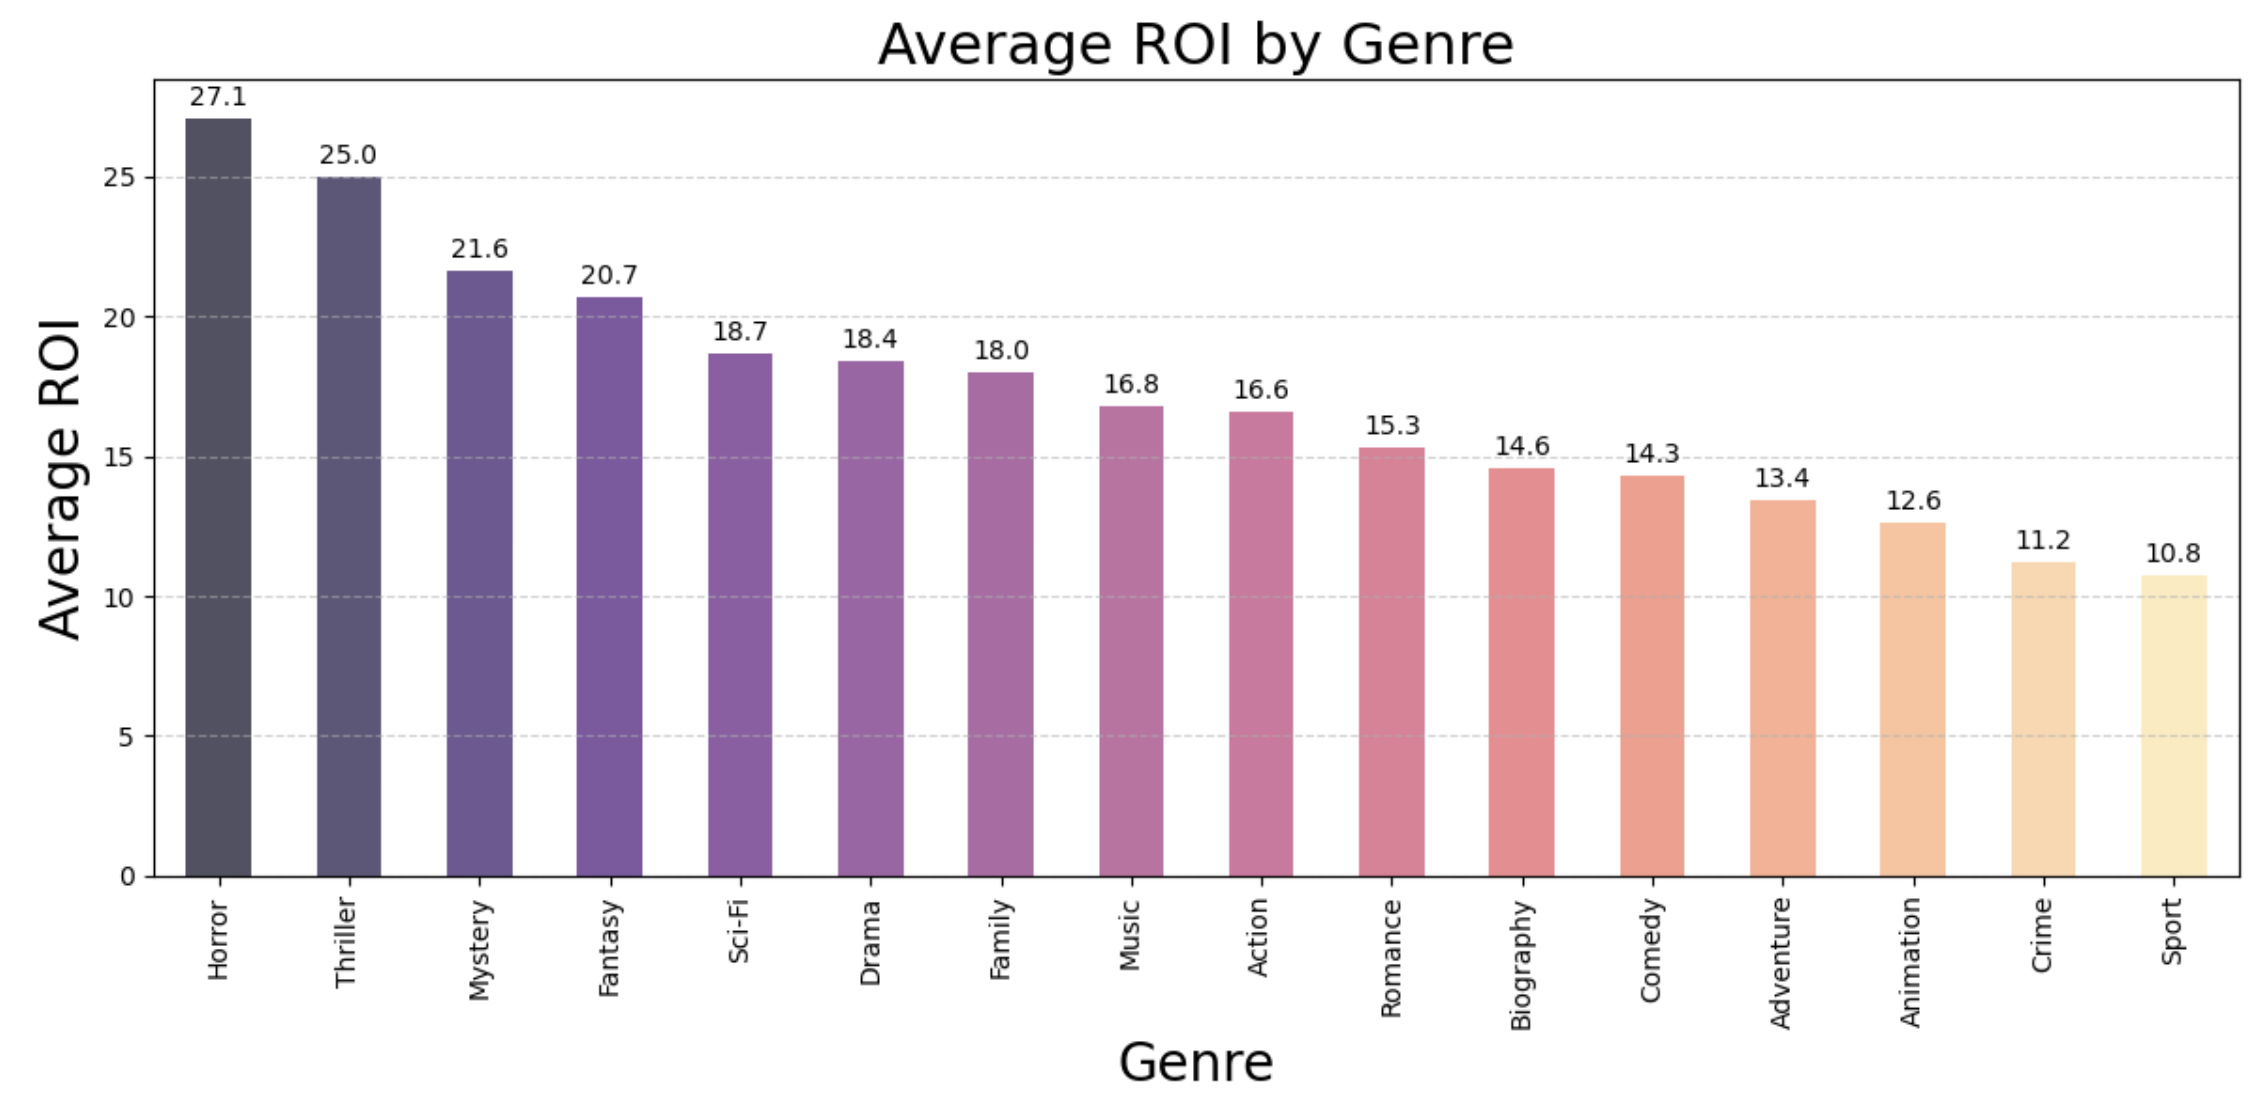 Average ROI by Genre
Average ROI
25
20
15
10
5
0
27.1
25.0
21.6
20.7
18.7
18.4
18.0
16.8
16.6
15.3
14.6
14.3
13.4
12.6
11.2
10.8
Horror
Thriller
Mystery
Fantasy
Sci-Fi
Drama
Family
Music
Action
Romance
Biography
Comedy
Adventure
Animation
Crime
Sport
Genre